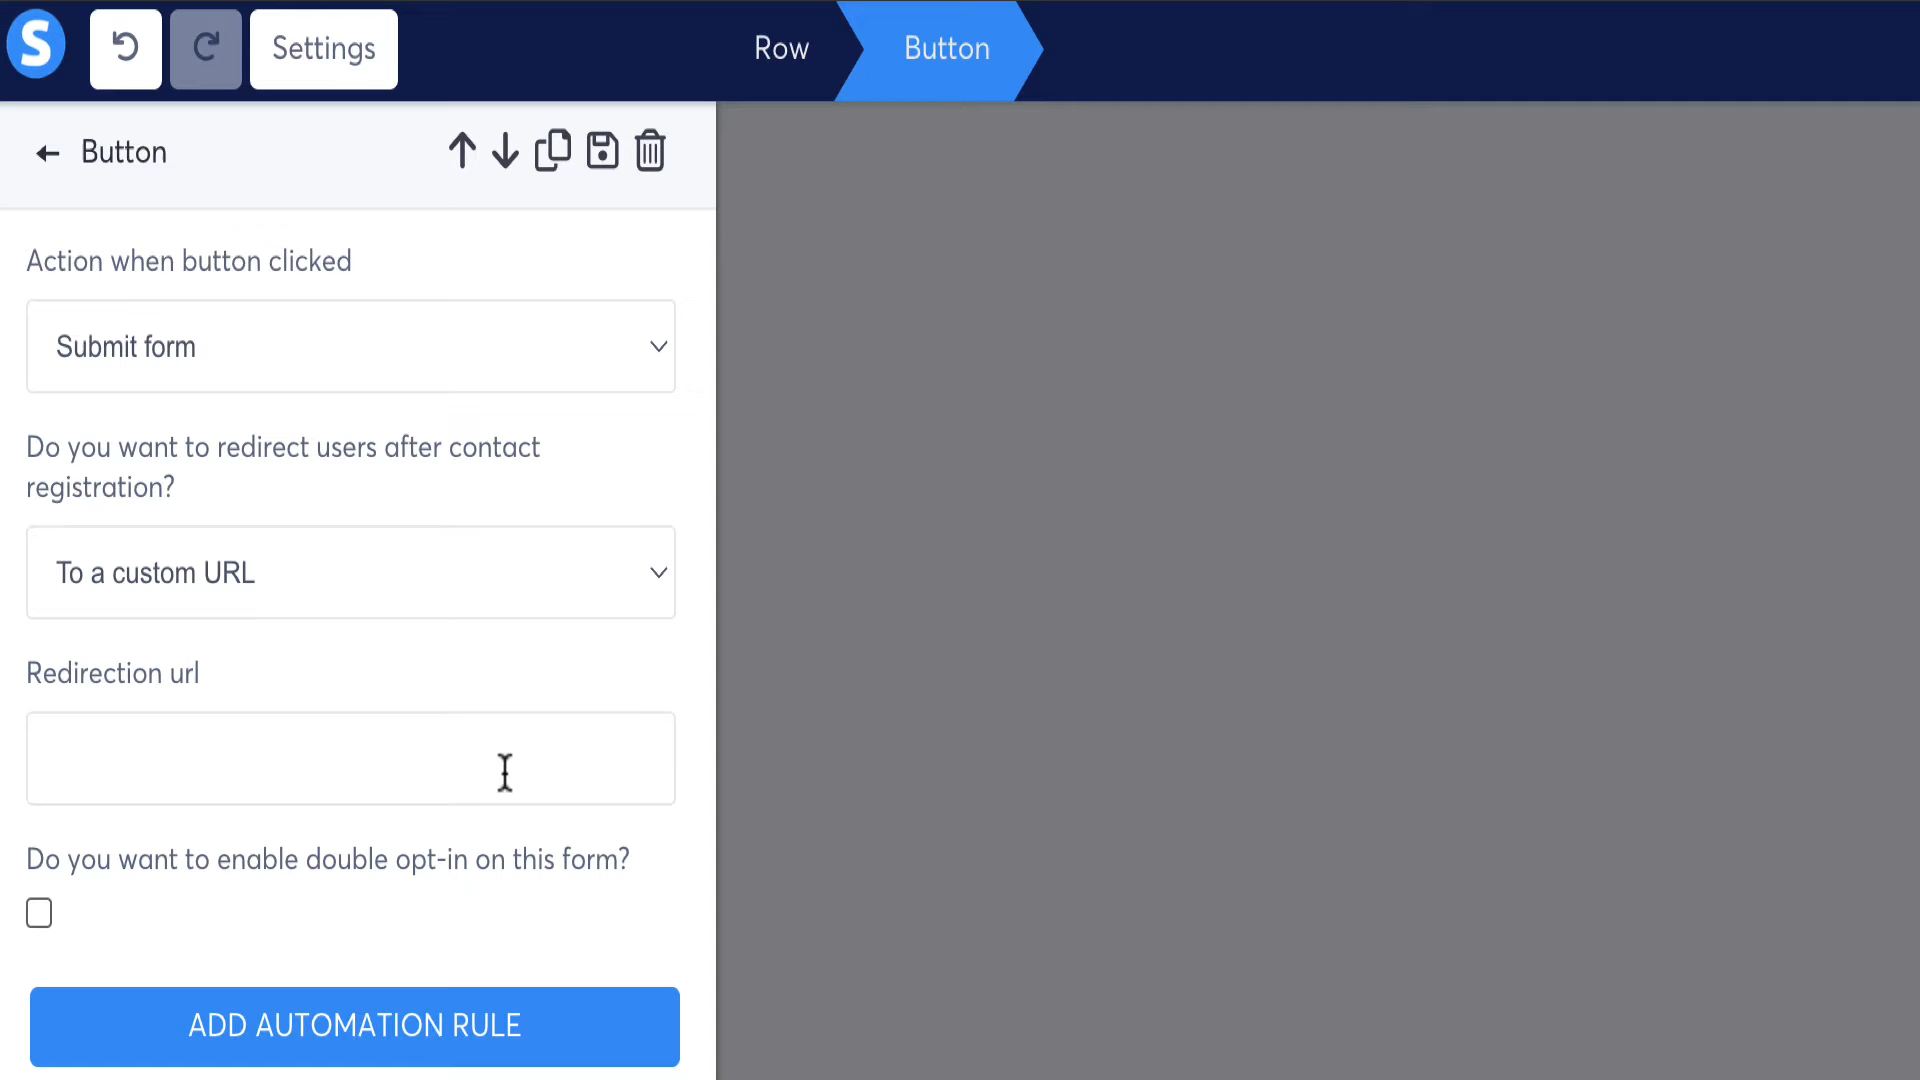 S
Settings
Row
Button
Button
Action when button clicked
Submit form
Do you want to redirect users after contact
registration?
To a custom URL
Redirection url
Do you want to enable double opt-in on this form?
ADD AUTOMATION RULE